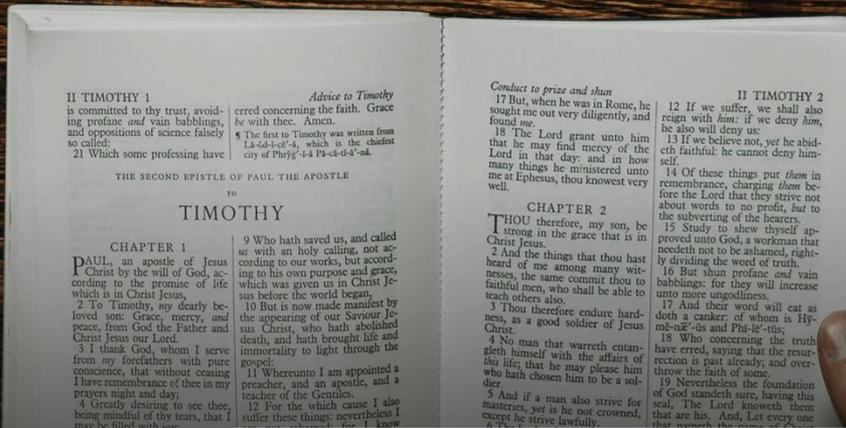 II TIMOTHY 1
Advice to Timothy
is committed to thy trust, avoid-
ing profane and vain babblings,
and oppositions of science falsely
so called:
21 Which some professing have
erred concerning the faith. Grace
be with thee. Amen.
¶ The first to Timothy was written from
Lā-ŏd-ĭ-çē'-ȧ, which is the chiefest
city of Phrȳġ'-ĭ-ȧ Pā-cȧ-tĭ-ā'-nȧ.
THE SECOND EPISTLE OF PAUL THE APOSTLE
TO
TIMOTHY
CHAPTER 1
PAUL, an apostle of Jesus
Christ by the will of God, ac-
cording to the promise of life
which is in Christ Jesus,
2 To Timothy, my dearly be-
loved son: Grace, mercy, and
peace, from God the Father and
Christ Jesus our Lord.
3 I thank God, whom I serve
from my forefathers with pure
conscience, that without ceasing
I have remembrance of thee in my
prayers night and day;
4 Greatly desiring to see thee,
being mindful of thy tears, that I
may be filled with joy;
9 Who hath saved us, and called
us with an holy calling, not ac-
cording to our works, but accord-
ing to his own purpose and grace,
which was given us in Christ Je-
sus before the world began,
10 But is now made manifest by
the appearing of our Saviour Je-
sus Christ, who hath abolished
death, and hath brought life and
immortality to light through the
gospel:
11 Whereunto I am appointed a
preacher, and an apostle, and a
teacher of the Gentiles.
12 For the which cause I also
suffer these things: nevertheless I
for I know
Conduct to prize and shun
II TIMOTHY 2
17 But, when he was in Rome, he
sought me out very diligently, and
found me.
18 The Lord grant unto him
that he may find mercy of the
Lord in that day: and in how
many things he ministered unto
me at Ephesus, thou knowest very
well.
CHAPTER 2
THOU therefore, my son, be
strong in the grace that is in
Christ Jesus.
2 And the things that thou hast
heard of me among many wit-
nesses, the same commit thou to
faithful men, who shall be able to
teach others also.
3 Thou therefore endure hard-
ness, as a good soldier of Jesus
Christ.
4 No man that warreth entan-
gleth himself with the affairs of
this life; that he may please him
who hath chosen him to be a sol-
dier.
5 And if a man also strive for
masteries, yet is he not crowned,
except he strive lawfully.
12 If we suffer, we shall also
reign with him: if we deny him,
he also will deny us:
13 If we believe not, yet he abid-
eth faithful: he cannot deny him-
self.
14 Of these things put them in
remembrance, charging them be-
fore the Lord that they strive not
about words to no profit, but to
the subverting of the hearers.
15 Study to shew thyself ap-
proved unto God, a workman that
needeth not to be ashamed, right-
ly dividing the word of truth.
16 But shun profane and vain
babblings: for they will increase
unto more ungodliness.
17 And their word will eat as
doth a canker: of whom is Hȳ-
mē-næ'-ŭs and Phĭ-lē'-tŭs;
18 Who concerning the truth
have erred, saying that the resur-
rection is past already; and over-
throw the faith of some.
19 Nevertheless the foundation
of God standeth sure, having this
seal, The Lord knoweth them
that are his. And, Let every one